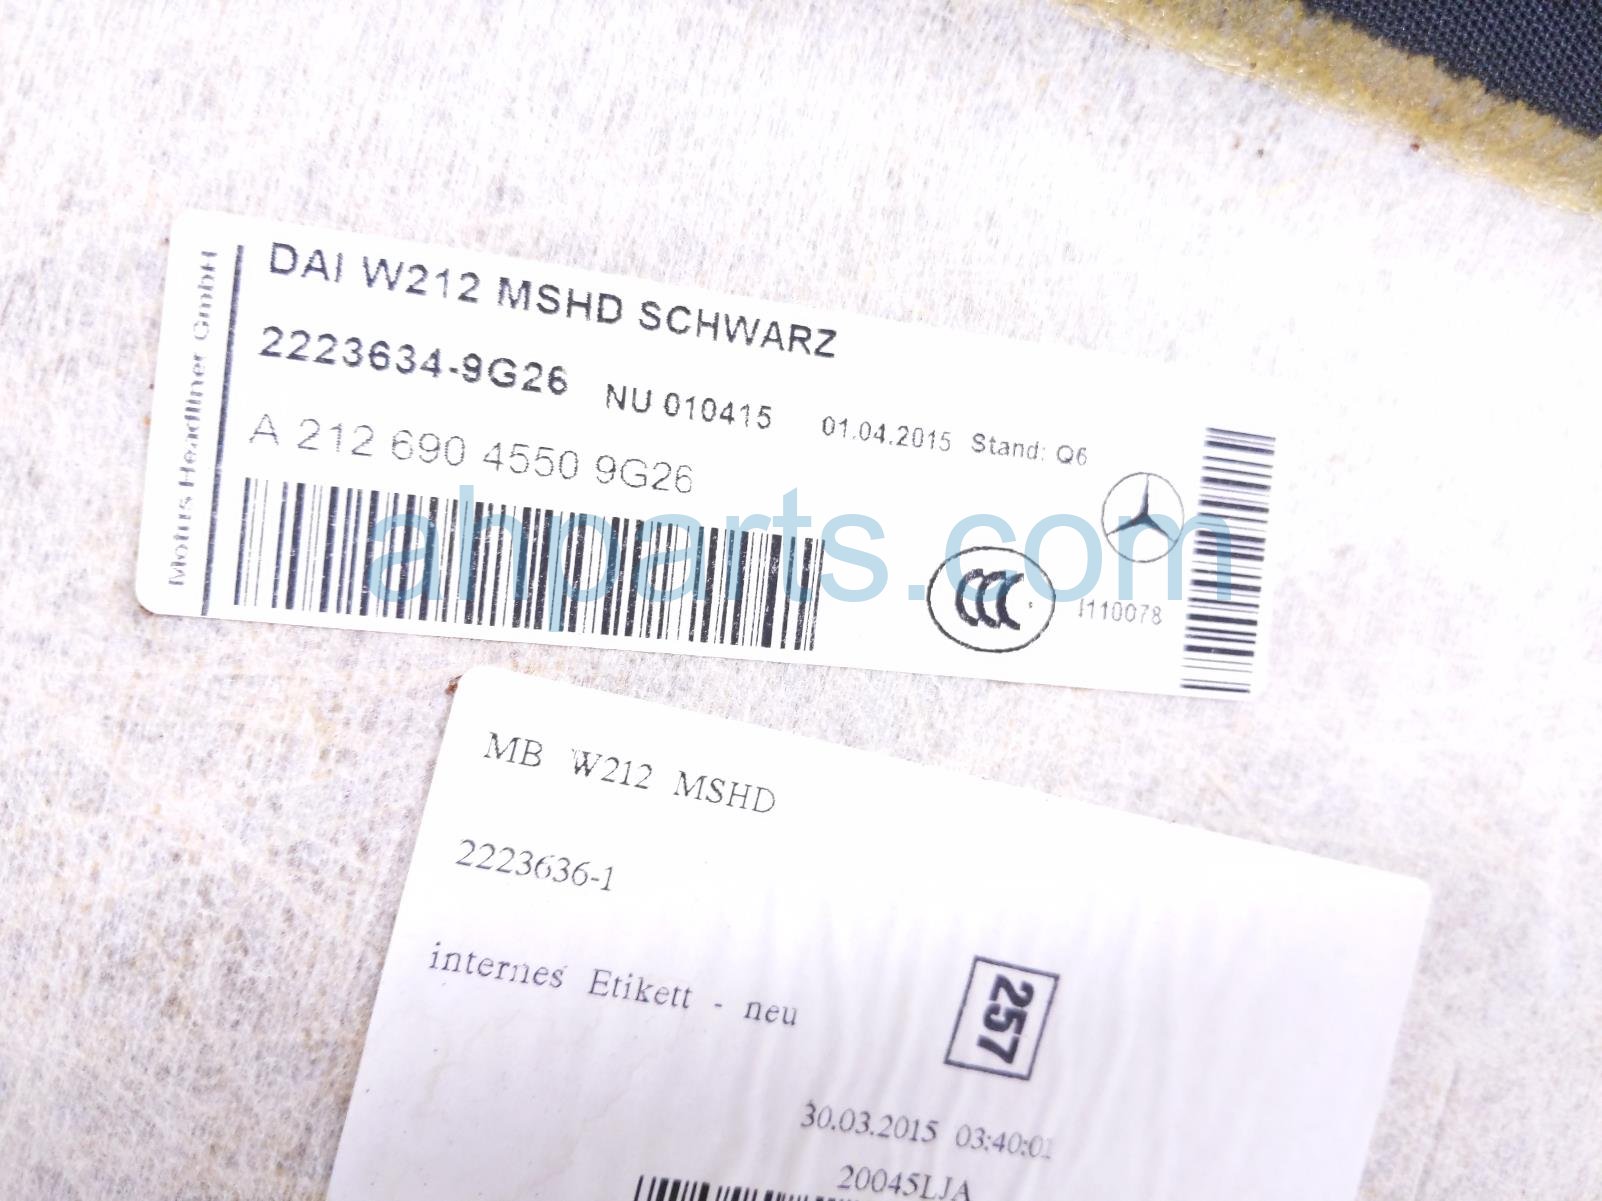 Motus Headliner GmbH
DAI W212 MSHD SCHWARZ
2223634-9G26 NU 010415 01.04.2015 Stand: Q6
A 212 690 4550 9G26
ahparts.com
CCC I110078
MB W212 MSHD
2223636-1
internes Etikett - neu
257
30.03.2015 03:40:01
20045LJA